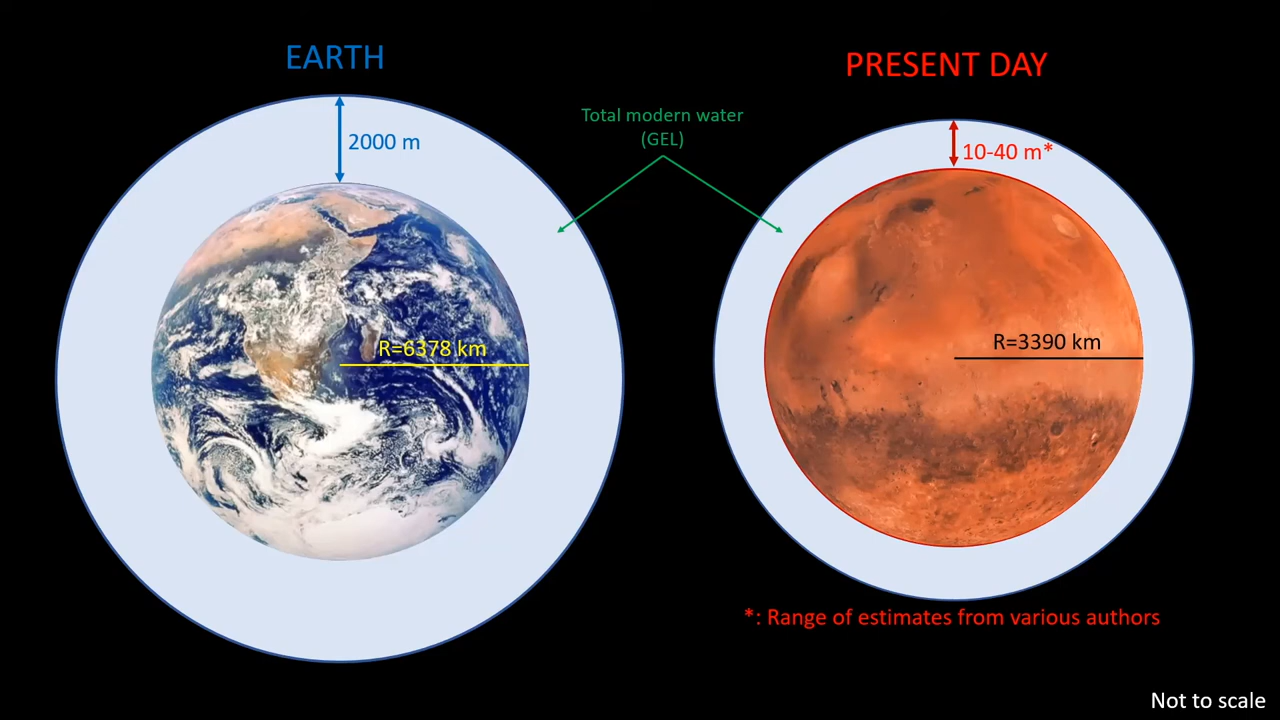 EARTH
PRESENT DAY
Total modern water
(GEL)
2000 m
10-40 m*
R=6378 km
R=3390 km
*: Range of estimates from various authors
Not to scale